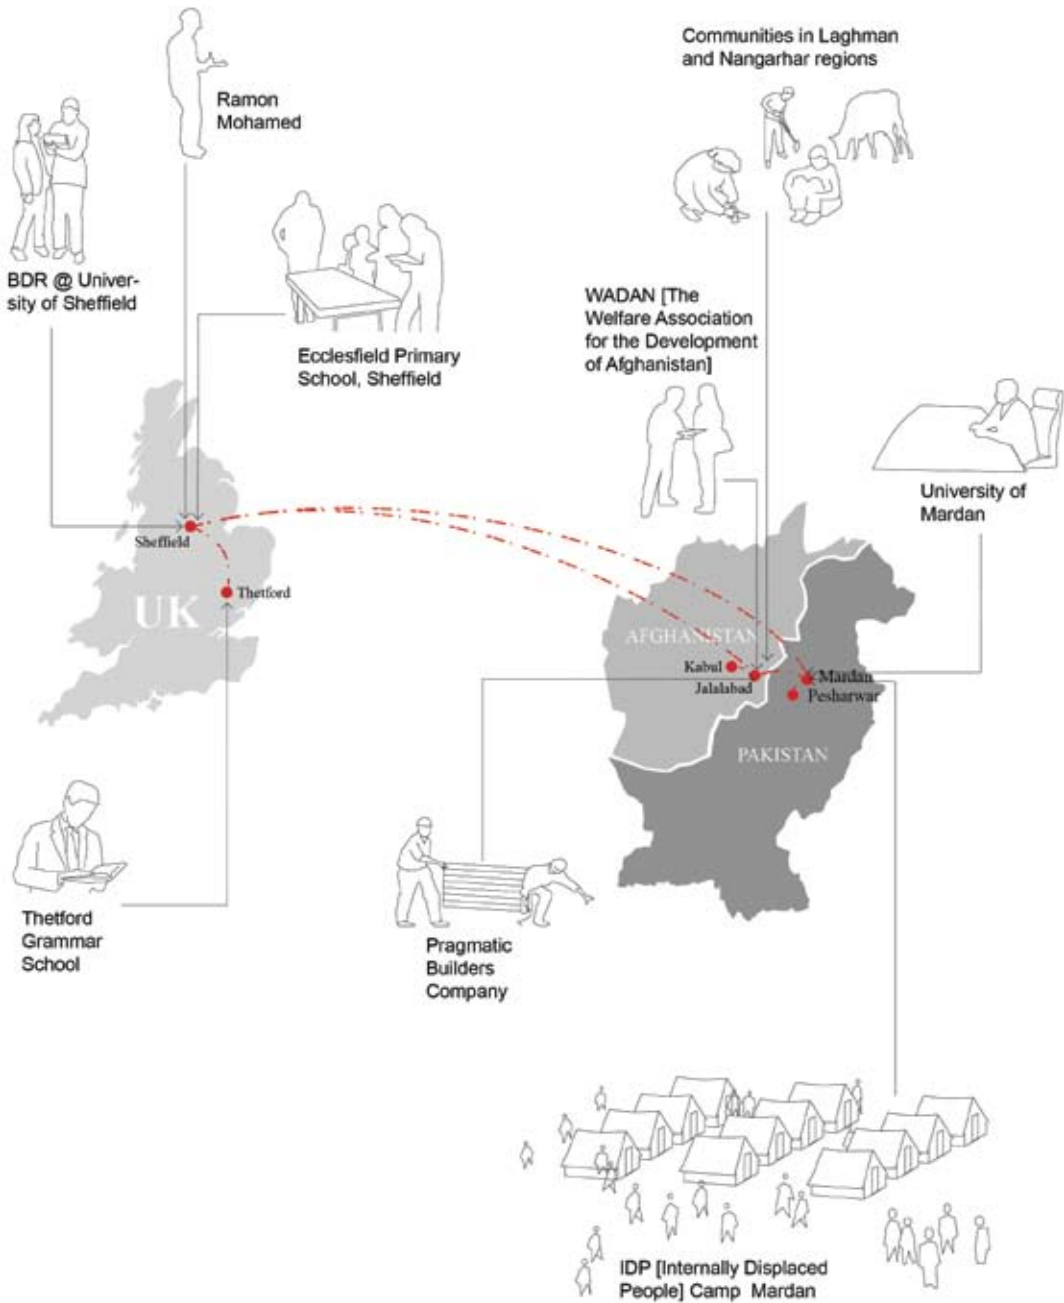 Communities in Laghman
and Nangarhar regions
Ramon
Mohamed
BDR @ Univer-
sity of Sheffield
WADAN [The
Welfare Association
for the Development
of Afghanistan]
Ecclesfield Primary
School, Sheffield
University of
Mardan
Sheffield
Thetford
UK
AFGHANISTAN
Kabul
Jalalabad
Mardan
Pesharwar
PAKISTAN
Thetford
Grammar
School
Pragmatic
Builders
Company
IDP [Internally Displaced
People] Camp Mardan